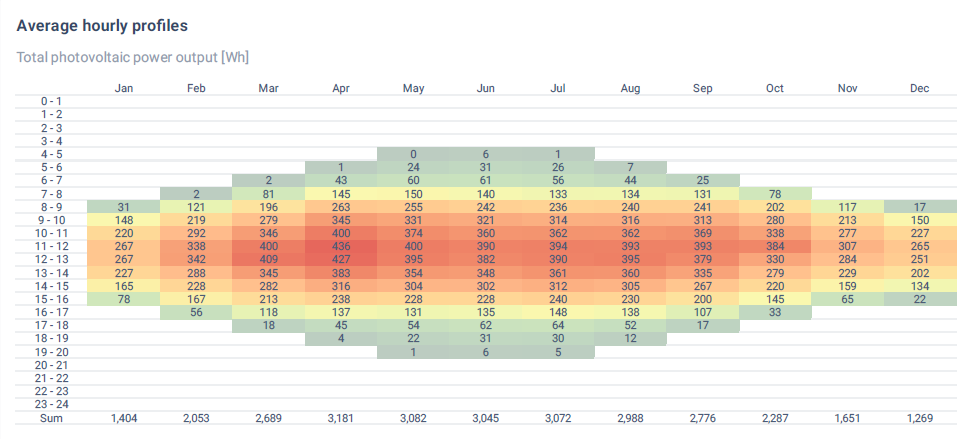 Average hourly profiles
Total photovoltaic power output [Wh]
Jan Feb Mar Apr May Jun Jul Aug Sep Oct Nov Dec
0 - 1
1 - 2
2 - 3
3 - 4
4 - 5 0 6 1
5 - 6 1 24 31 26 7
6 - 7 2 43 60 61 56 44 25
7 - 8 2 81 145 150 140 133 134 131 78
8 - 9 31 121 196 263 255 242 236 240 241 202 117 17
9 - 10 148 219 279 345 331 321 314 316 313 280 213 150
10 - 11 220 292 346 400 374 360 362 362 369 338 277 227
11 - 12 267 338 400 436 400 390 394 393 393 384 307 265
12 - 13 267 342 409 427 395 382 390 395 379 330 284 251
13 - 14 227 288 345 383 354 348 361 360 335 279 229 202
14 - 15 165 228 282 316 304 302 312 305 267 220 159 134
15 - 16 78 167 213 238 228 228 240 230 200 145 65 22
16 - 17 56 118 137 131 135 148 138 107 33
17 - 18 18 45 54 62 64 52 17
18 - 19 4 22 31 30 12
19 - 20 1 6 5
20 - 21
21 - 22
22 - 23
23 - 24
Sum 1,404 2,053 2,689 3,181 3,082 3,045 3,072 2,988 2,776 2,287 1,651 1,269